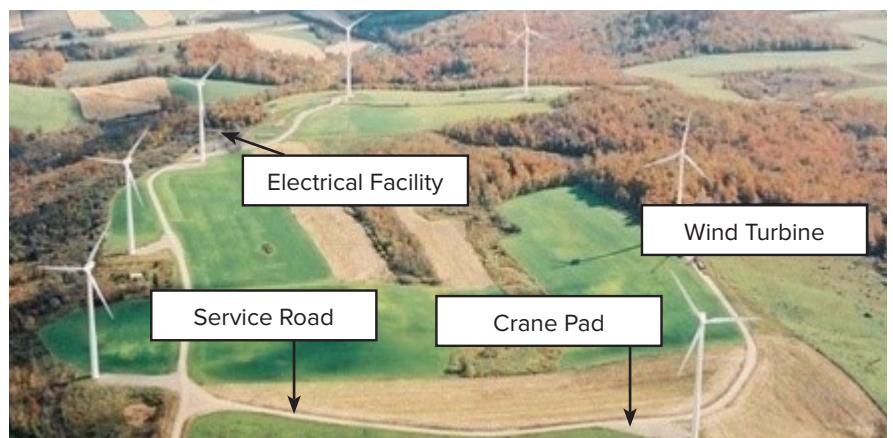 Electrical Facility
Wind Turbine
Service Road
Crane Pad